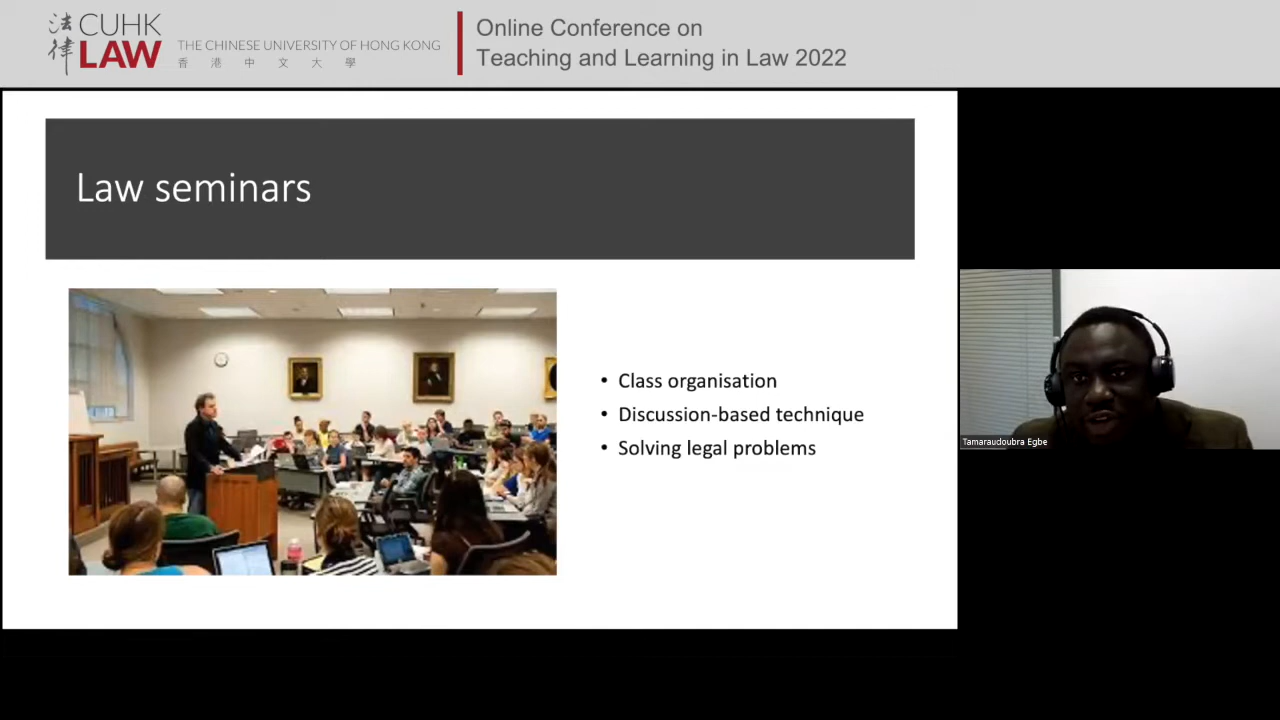 法律
CUHK
LAW
THE CHINESE UNIVERSITY OF HONG KONG
香港中文大學
Online Conference on
Teaching and Learning in Law 2022
Law seminars
• Class organisation
• Discussion-based technique
• Solving legal problems
Tamaraudoubra Egbe